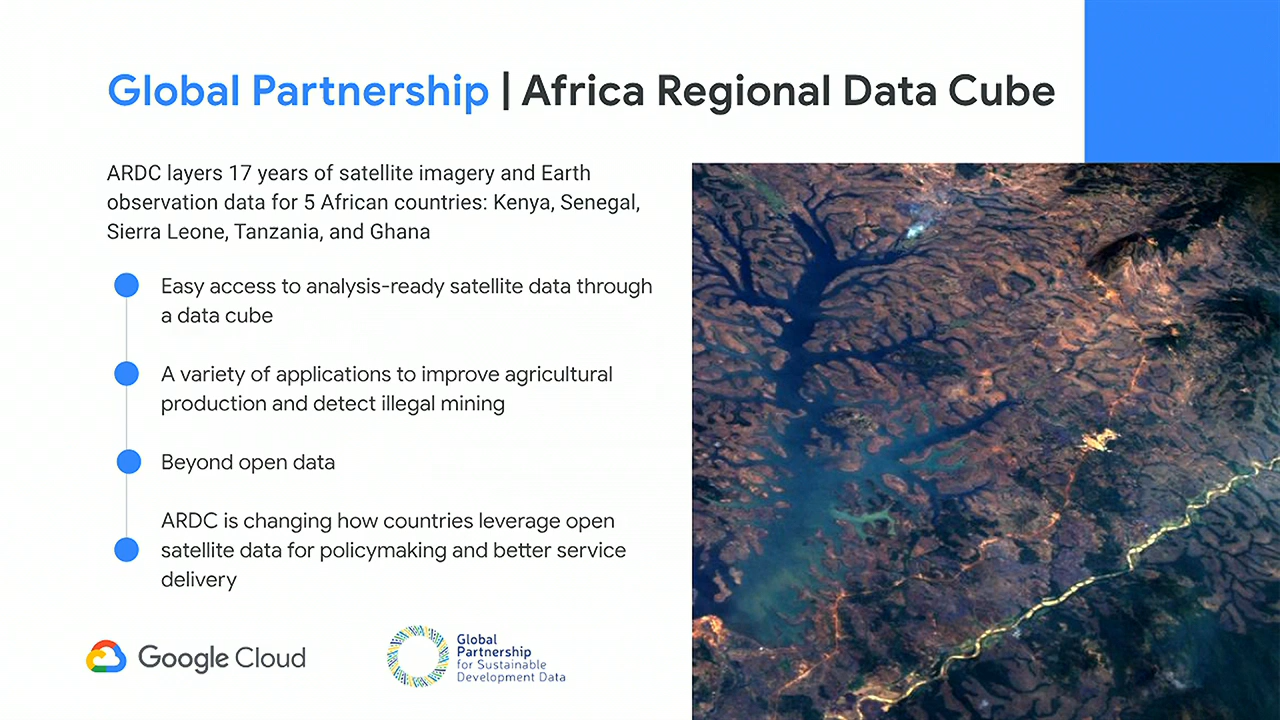 Global Partnership | Africa Regional Data Cube
ARDC layers 17 years of satellite imagery and Earth
observation data for 5 African countries: Kenya, Senegal,
Sierra Leone, Tanzania, and Ghana
Easy access to analysis-ready satellite data through
a data cube
A variety of applications to improve agricultural
production and detect illegal mining
Beyond open data
ARDC is changing how countries leverage open
satellite data for policymaking and better service
delivery
Google Cloud
Global
Partnership
for Sustainable
Development Data